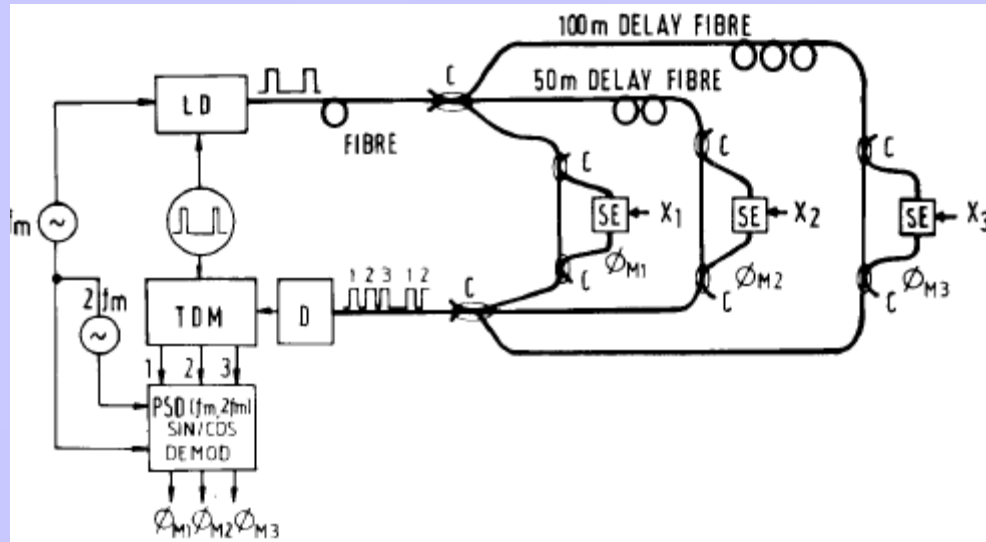 100m DELAY FIBRE
C
50m DELAY FIBRE
LD
FIBRE
C
C
C
fm
SE
X1
SE
X2
SE
X3
ØM1
ØM2
ØM3
C
C
C
1 2 3 1 2
C
2fm
TDM
D
1 2 3
PSD (fm, 2fm)
SIN/COS
DEMOD
ØM1 ØM2 ØM3